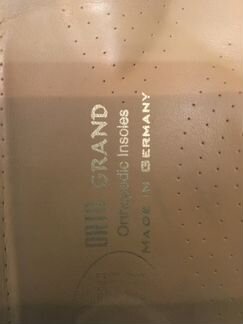 GRAND
Orthopedic Insoles
MADE IN GERMANY